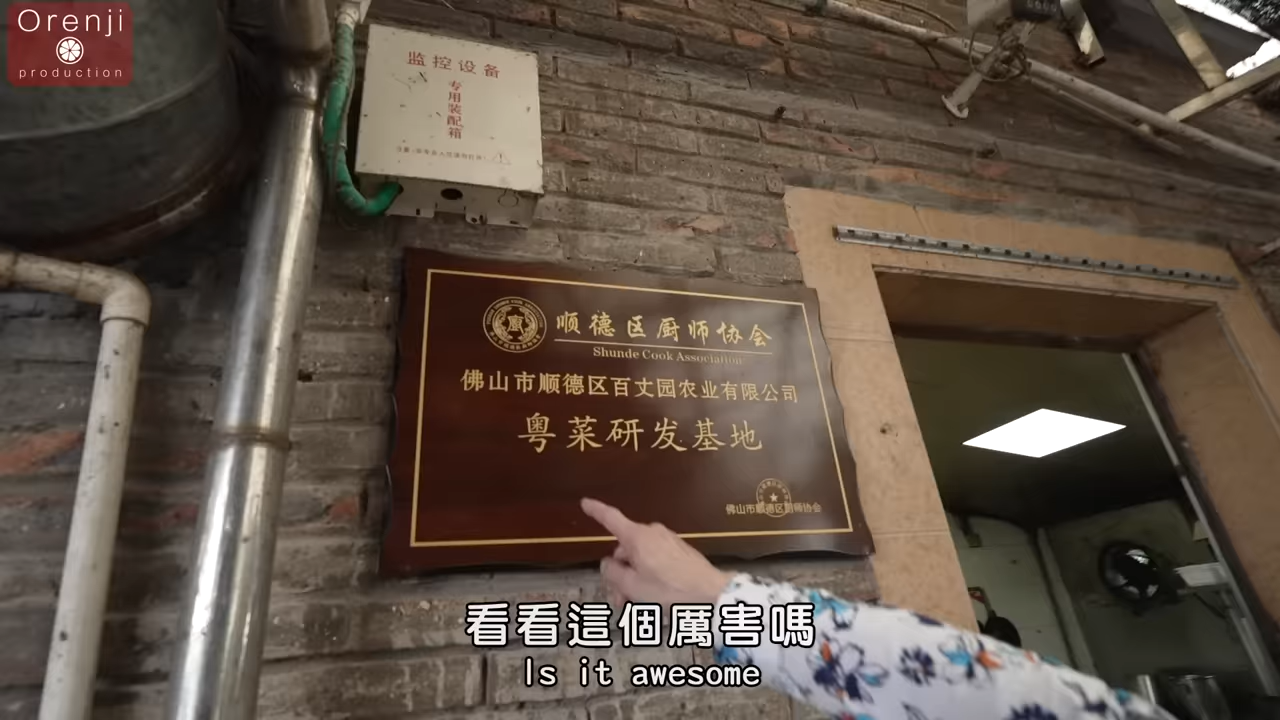 Orenji
production
监控设备
专用装配箱
顺德区厨师协会
Shunde Cook Association
佛山市顺德区百丈园农业有限公司
粤菜研发基地
佛山市顺德区厨师协会
看看這個厲害嗎
Is it awesome